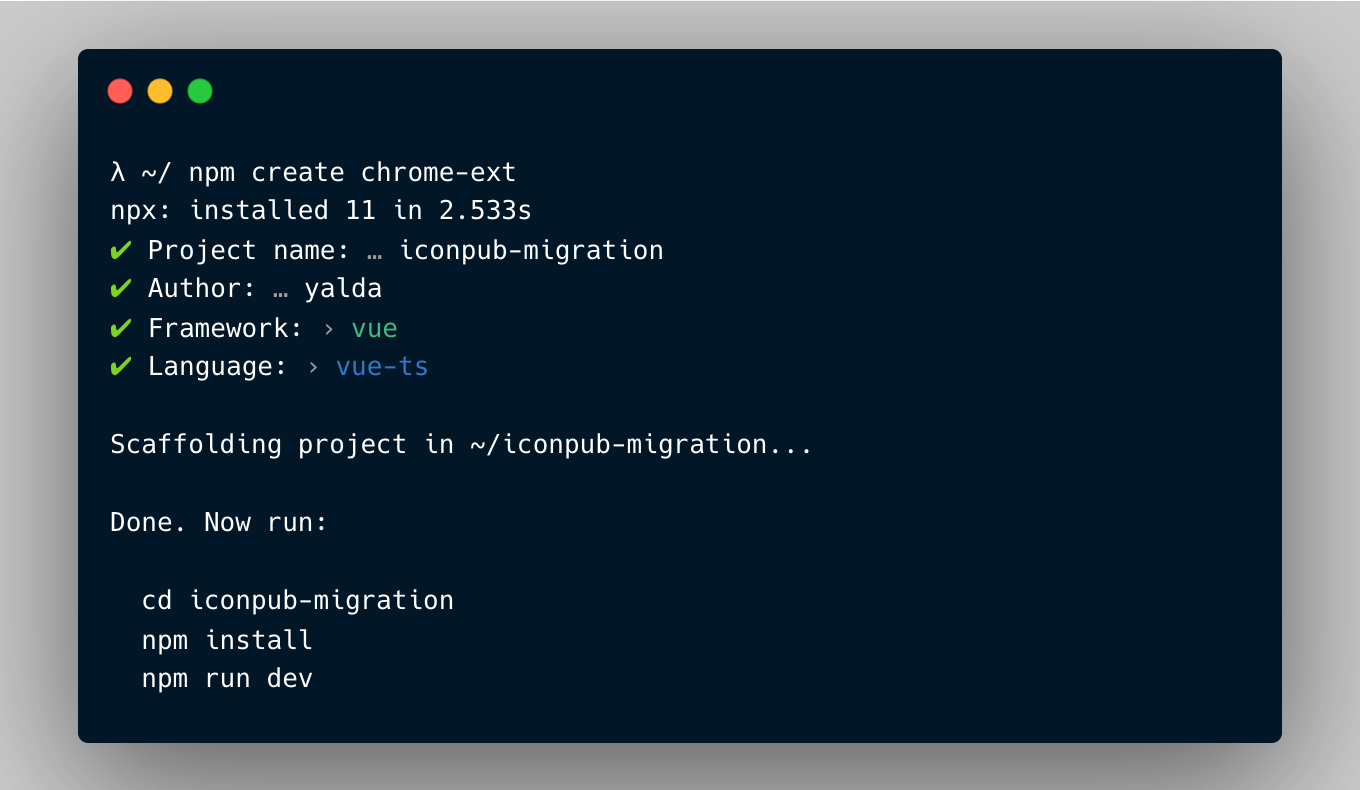 λ ~/ npm create chrome-ext
npx: installed 11 in 2.533s
✔ Project name: … iconpub-migration
✔ Author: … yalda
✔ Framework: › vue
✔ Language: › vue-ts
Scaffolding project in ~/iconpub-migration...
Done. Now run:
cd iconpub-migration
npm install
npm run dev